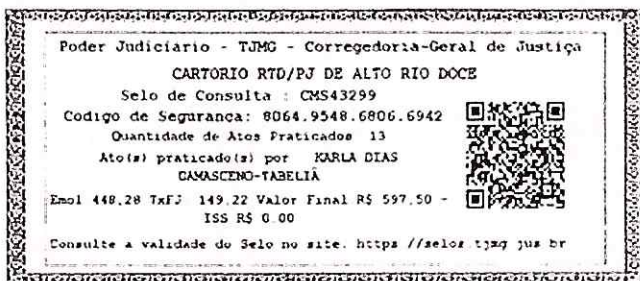 Poder Judiciário - TJMG - Corregedoria-Geral de Justiça
CARTORIO RTD/PJ DE ALTO RIO DOCE
Selo de Consulta : CMS43299
Codigo de Segurança: 8064.9548.6806.6942
Quantidade de Atos Praticados 13
Ato(s) praticado(s) por KARLA DIAS
DAMASCENO-TABELIÃ
Emol 448,28 TxFJ 149.22 Valor Final R$ 597,50 -
ISS R$ 0.00
Consulte a validade do Selo no site. https //selos tjmg jus br